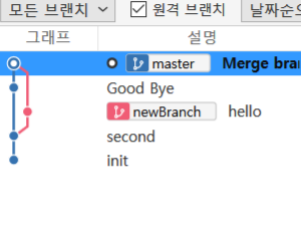 모든 브랜치 원격 브랜치 날짜순으
그래프 설명
master Merge bra
Good Bye
newBranch hello
second
init